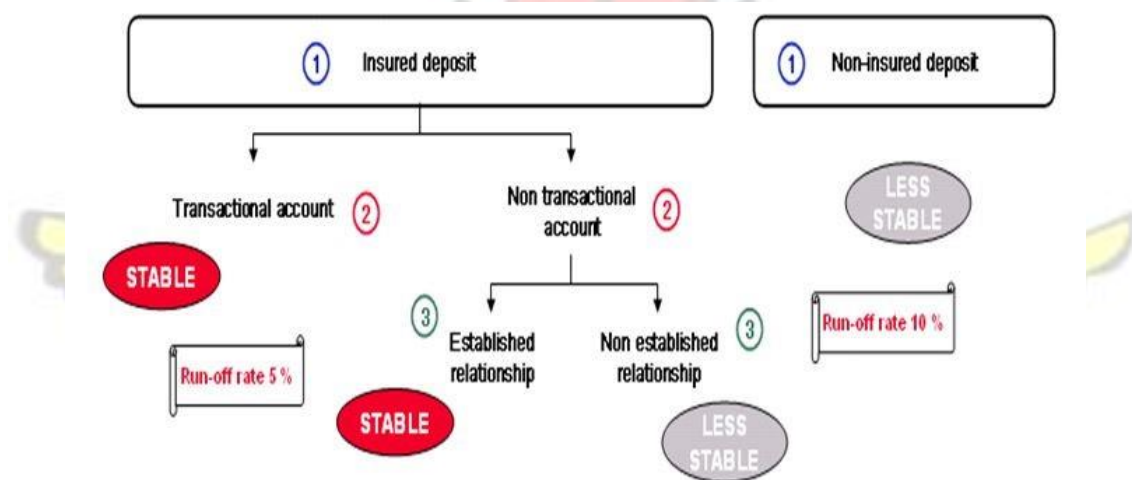 1 Insured deposit
1 Non-insured deposit
Transactional account 2
Non transactional
account 2
LESS
STABLE
STABLE
3 Established
relationship
Non established
relationship 3
Run-off rate 10 %
Run-off rate 5 %
STABLE
LESS
STABLE